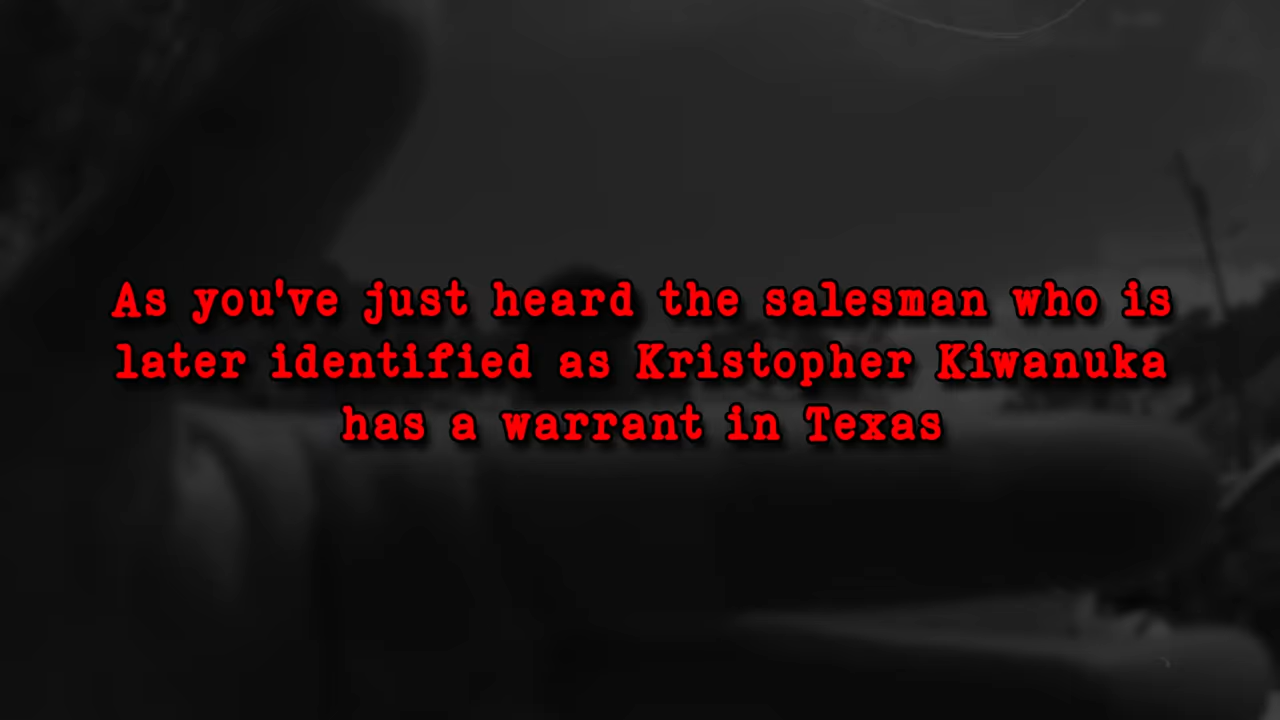 As you've just heard the salesman who is
later identified as Kristopher Kiwanuka
has a warrant in Texas